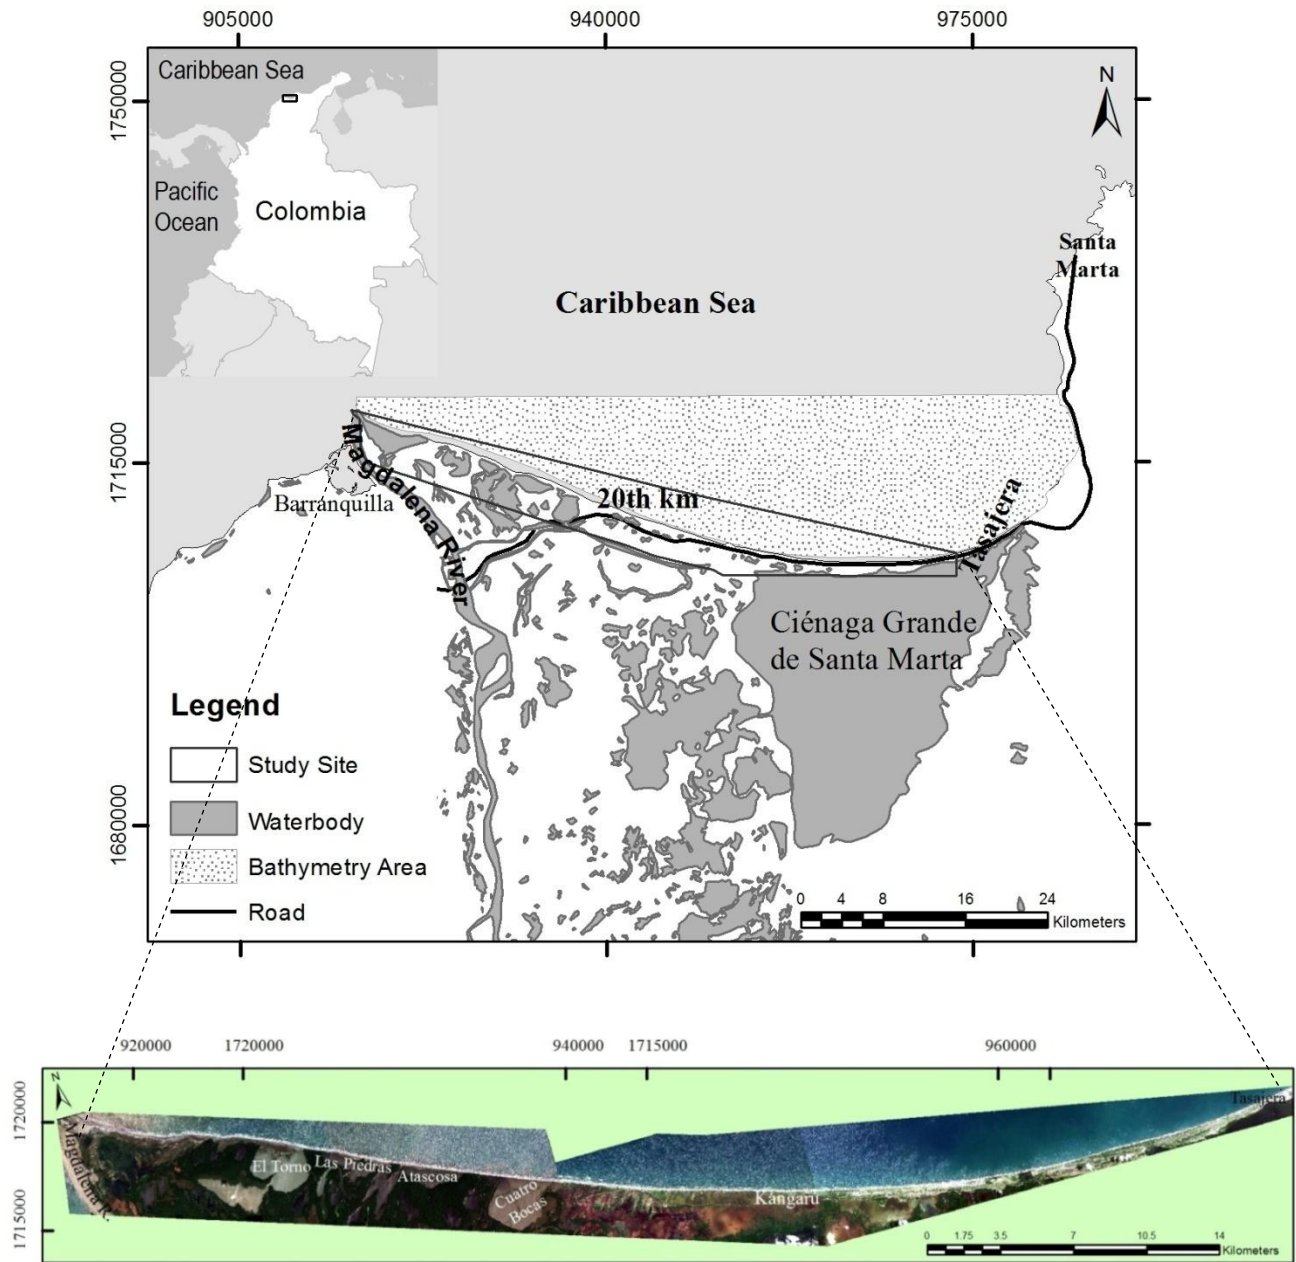 905000
940000
975000
Caribbean Sea
N
1750000
Pacific
Ocean
Colombia
Santa
Marta
Caribbean Sea
1715000
Magdalena River
Barranquilla
20th km
Tasajera
Ciénaga Grande
de Santa Marta
Legend
Study Site
Waterbody
1680000
Bathymetry Area
Road
0 4 8 16 24
Kilometers
920000
1720000
940000
1715000
960000
N
1720000
Tasajera
Magdalena R.
El Torno
Las Piedras
Atascosa
Cuatro
Bocas
Kangarú
1715000
0 1.75 3.5 7 10.5 14
Kilometers